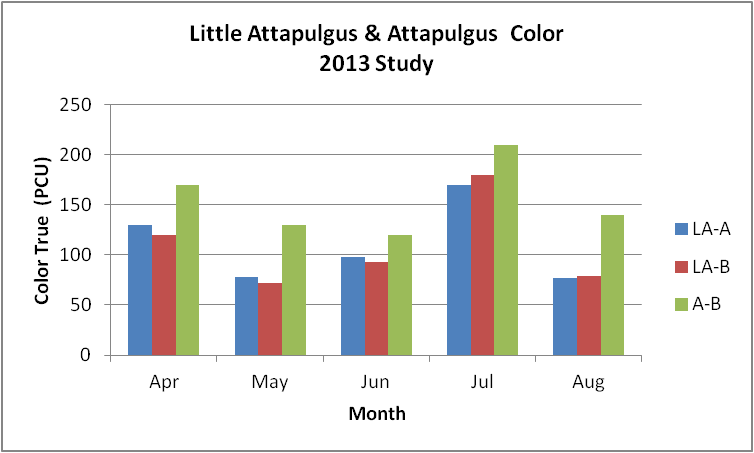 Little Attapulgus & Attapulgus  Color
2013 Study
Color True  (PCU)
250
200
150
100
50
0
Apr May Jun Jul Aug
Month
LA-A
LA-B
A-B